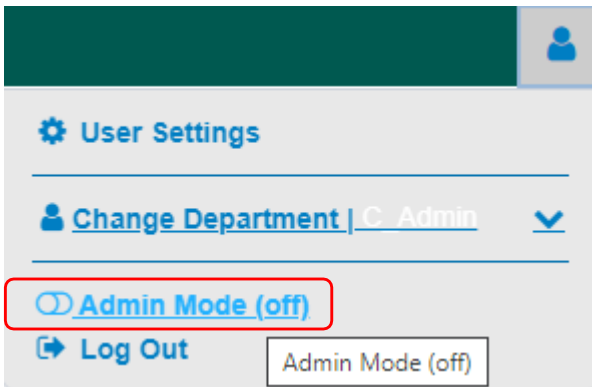 User Settings
Change Department | C_Admin
Admin Mode (off)
Log Out
Admin Mode (off)